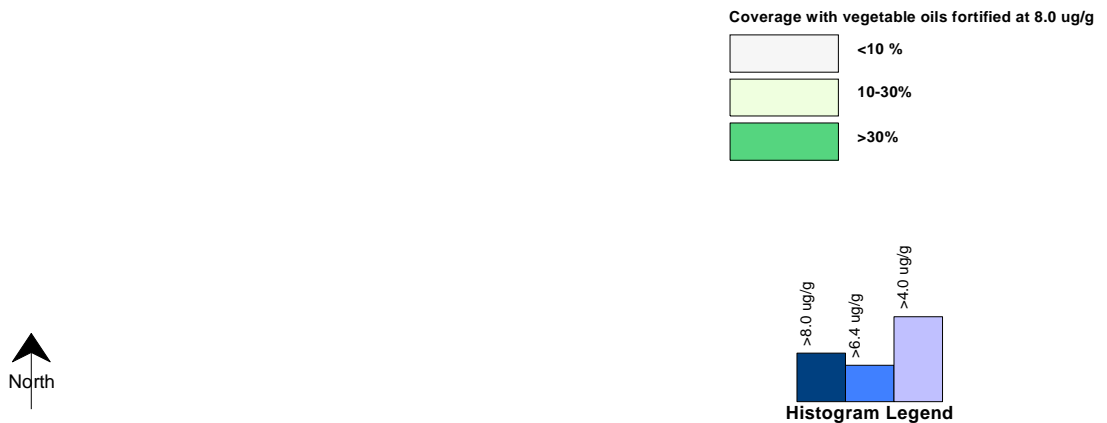 Coverage with vegetable oils fortified at 8.0 ug/g
<10 %
10-30%
>30%
>8.0 ug/g
>6.4 ug/g
>4.0 ug/g
North
Histogram Legend